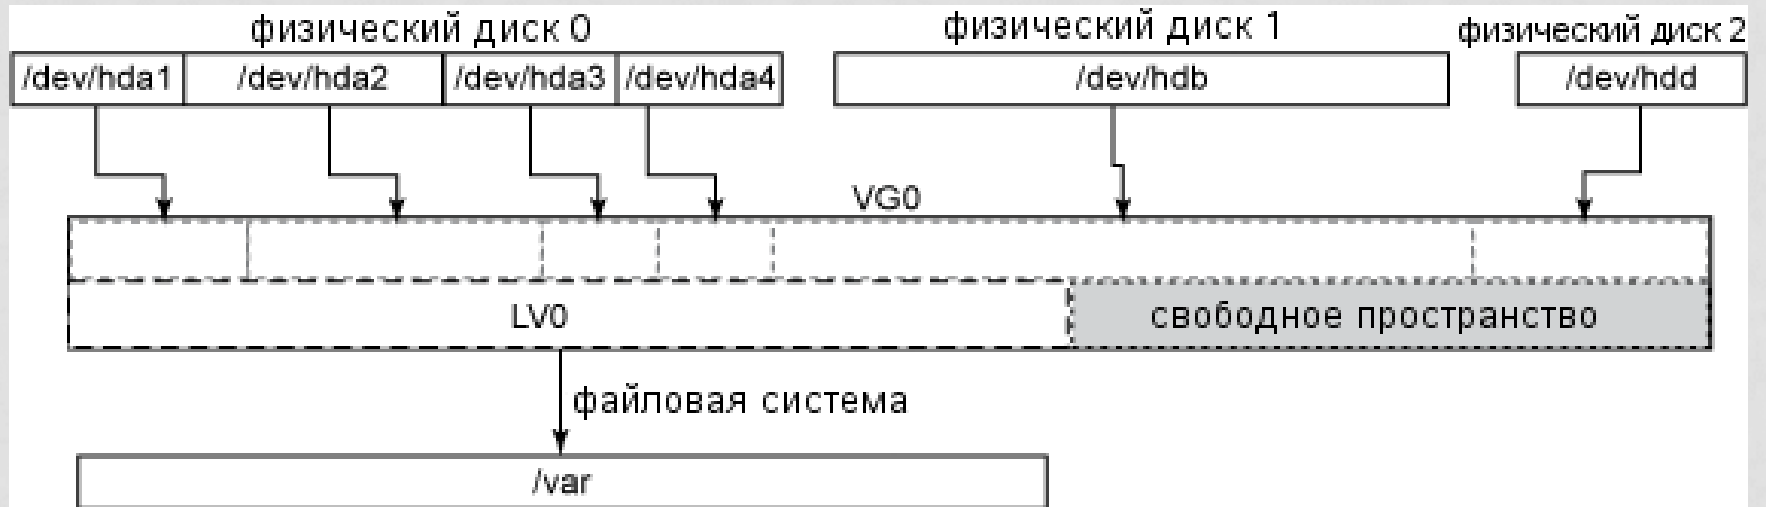 физический диск 0
физический диск 1
физический диск 2
/dev/hda1
/dev/hda2
/dev/hda3
/dev/hda4
/dev/hdb
/dev/hdd
VG0
LV0
свободное пространство
файловая система
/var